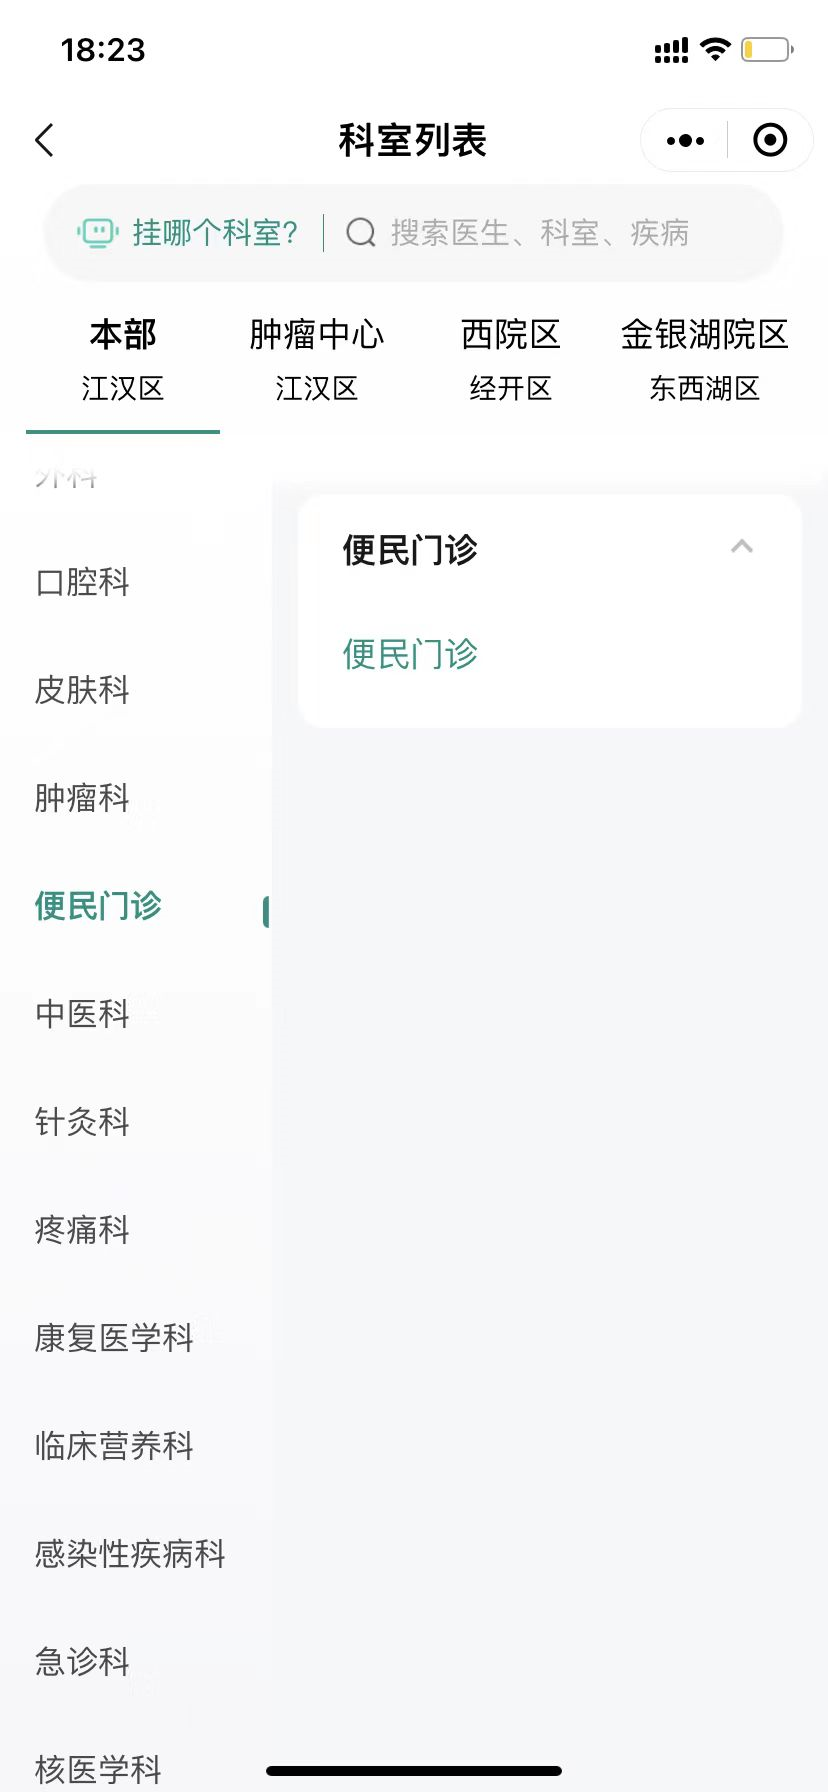 18:23
科室列表
挂哪个科室? 搜索医生、科室、疾病
本部 肿瘤中心 西院区 金银湖院区
江汉区 江汉区 经开区 东西湖区
外科
便民门诊
口腔科
便民门诊
皮肤科
肿瘤科
便民门诊
中医科
针灸科
疼痛科
康复医学科
临床营养科
感染性疾病科
急诊科
核医学科